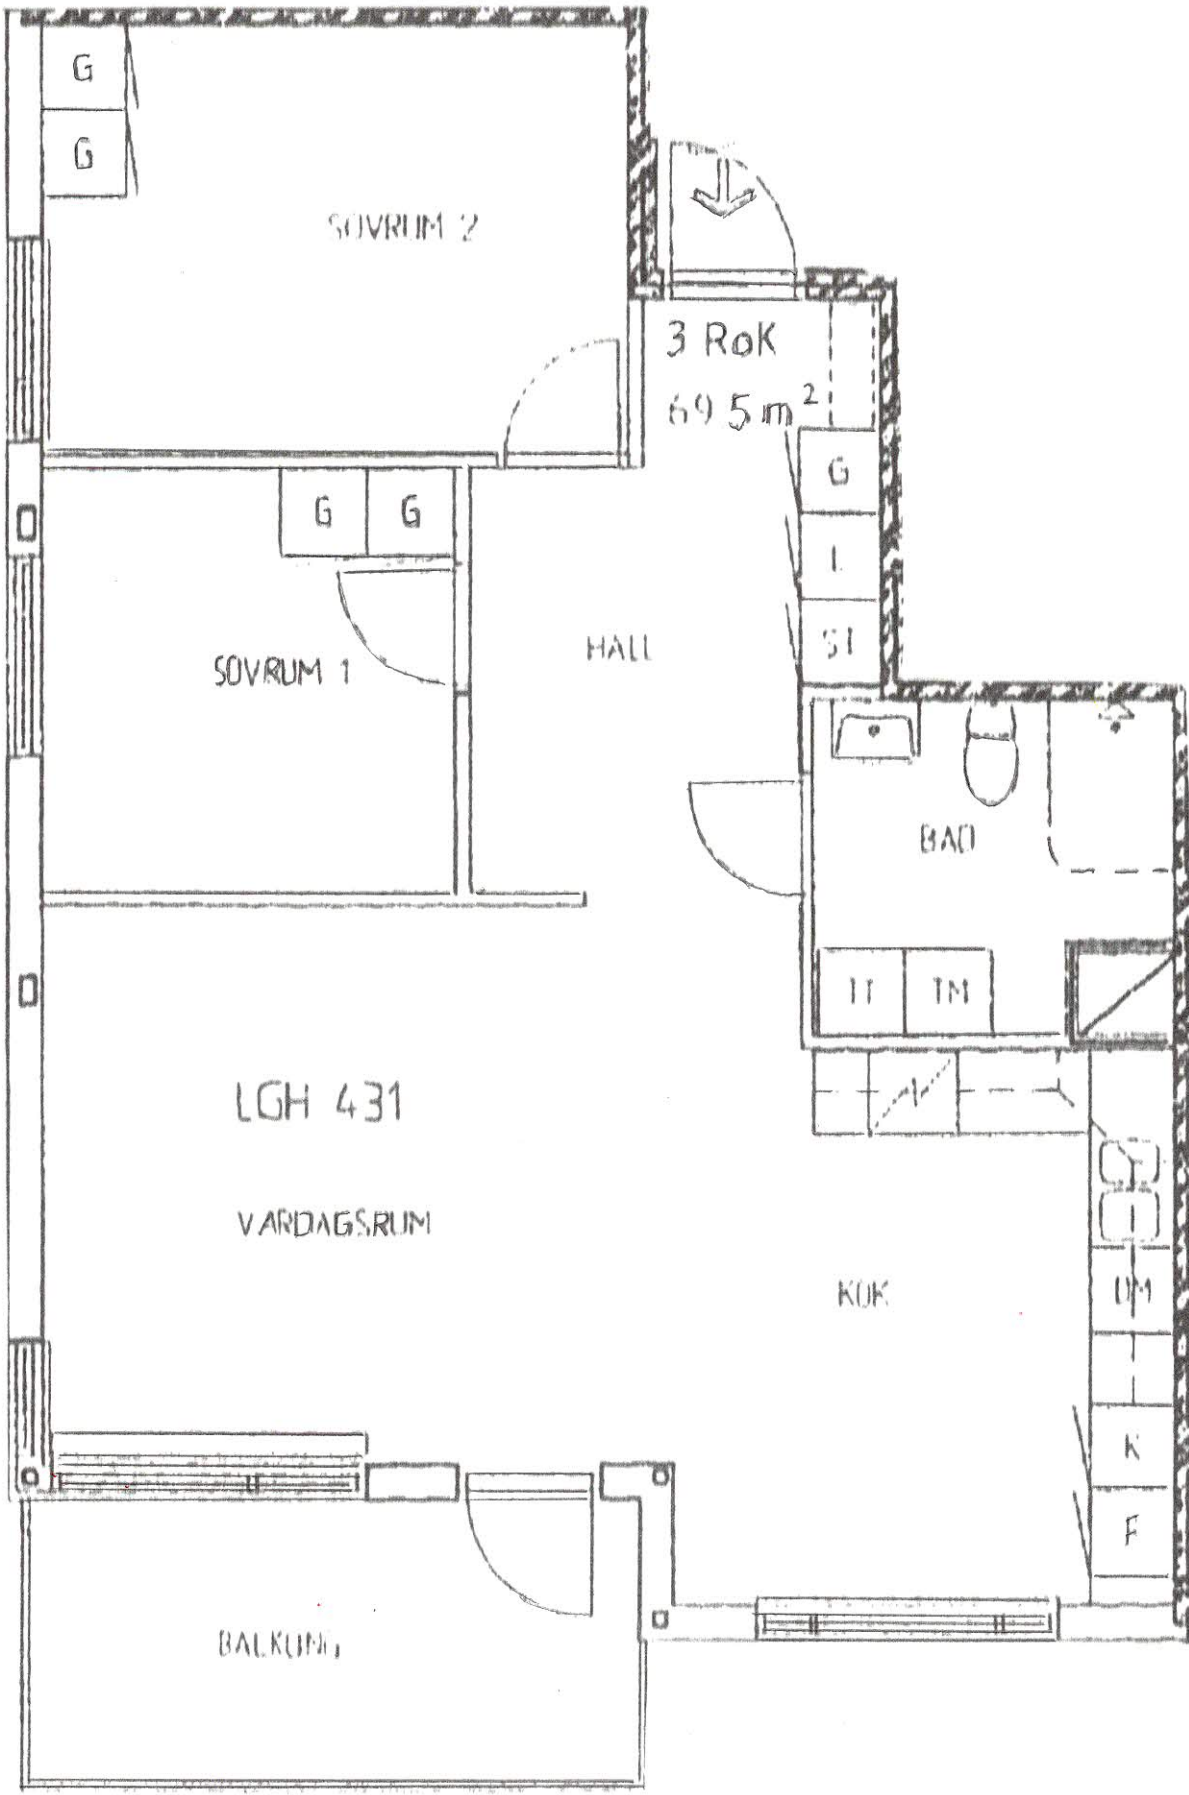 G
G
SOVRUM 2
3 RoK
69.5 m²
G
G
G
L
ST
HALL
SOVRUM 1
BAD
TT
TM
LGH 431
VARDAGSRUM
KÖK
DM
K
F
BALKONG